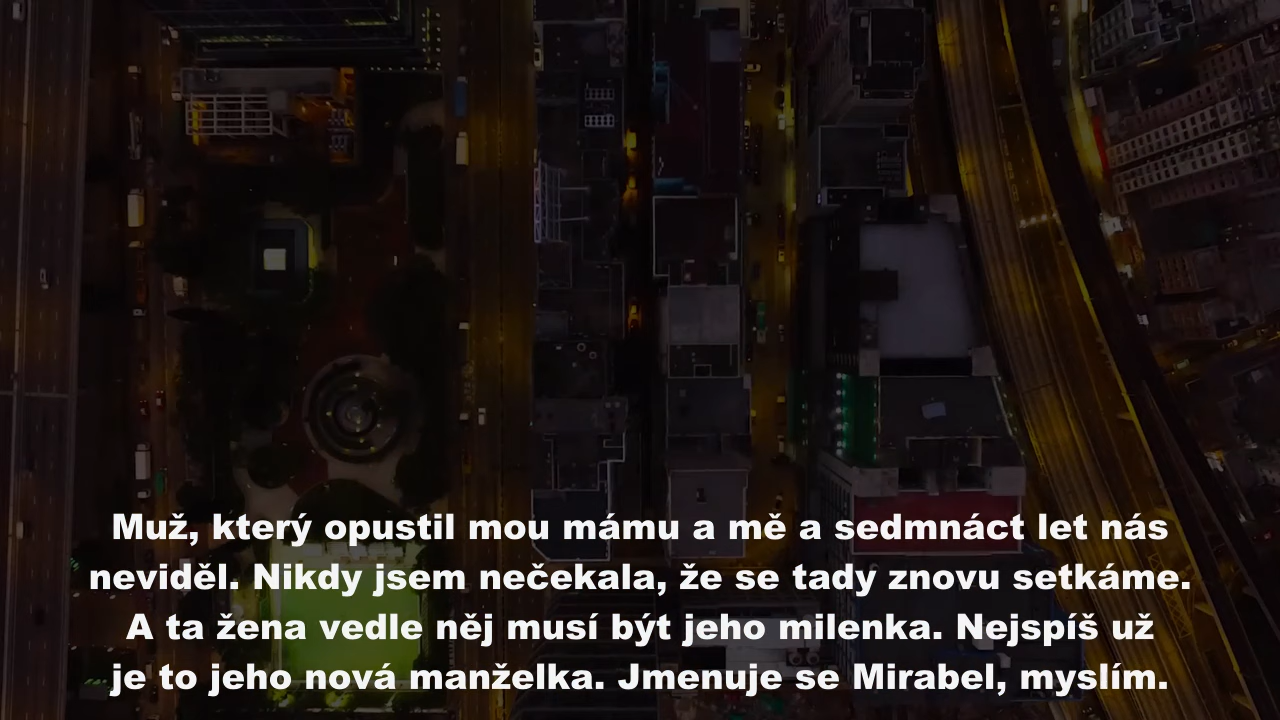 Muž, který opustil mou mámu a mě a sedmnáct let nás
neviděl. Nikdy jsem nečekala, že se tady znovu setkáme.
A ta žena vedle něj musí být jeho milenka. Nejspíš už
je to jeho nová manželka. Jmenuje se Mirabel, myslím.